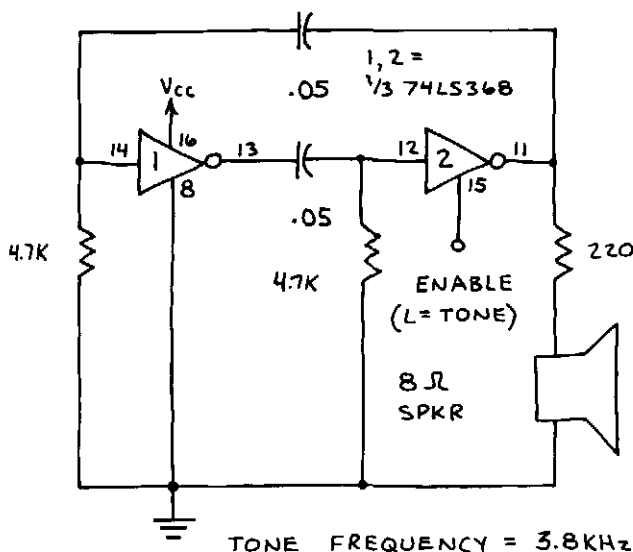 .05
1, 2 =
1/3 74LS368
Vcc
14
1
16
13
8
12
2
11
15
.05
4.7K
4.7K
220
ENABLE
(L = TONE)
8 Ω
SPKR
TONE FREQUENCY = 3.8KHz